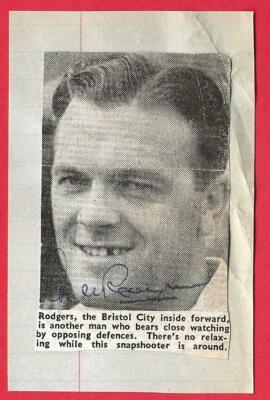 Rodgers, the Bristol City inside forward,
is another man who bears close watching
by opposing defences. There's no relax-
ing while this snapshooter is around.